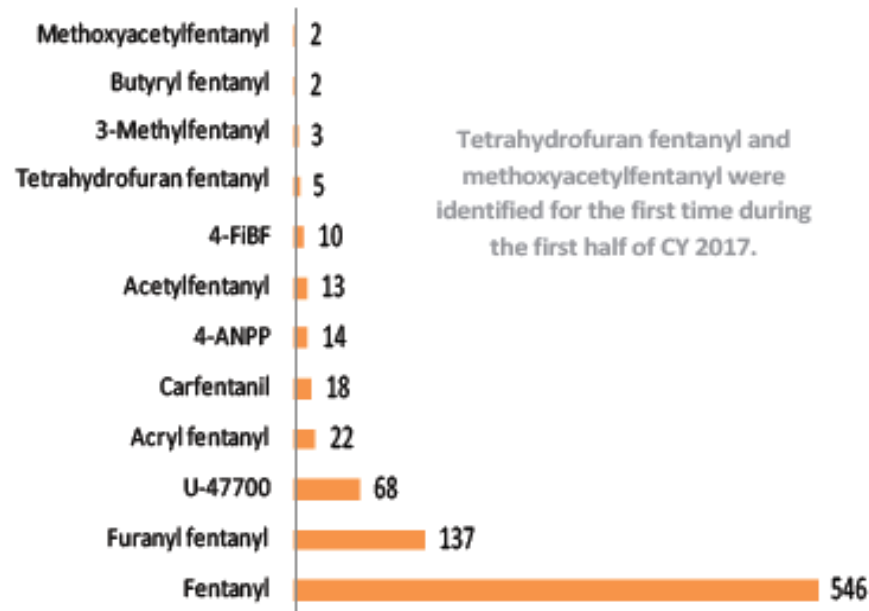 Methoxyacetylfentanyl 2
Butyryl fentanyl 2
3-Methylfentanyl 3
Tetrahydrofuran fentanyl 5
4-FiBF 10
Acetylfentanyl 13
4-ANPP 14
Carfentanil 18
Acryl fentanyl 22
U-47700 68
Furanyl fentanyl 137
Fentanyl 546
Tetrahydrofuran fentanyl and
methoxyacetylfentanyl were
identified for the first time during
the first half of CY 2017.